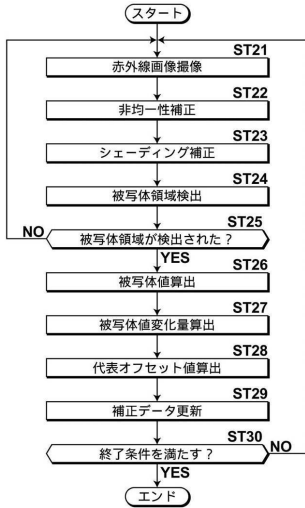 スタート
ST21
赤外線画像撮像
ST22
非均一性補正
ST23
シェーディング補正
ST24
被写体領域検出
ST25
NO
被写体領域が検出された？
YES
ST26
被写体値算出
ST27
被写体値変化量算出
ST28
代表オフセット値算出
ST29
補正データ更新
ST30
終了条件を満たす？
NO
YES
エンド